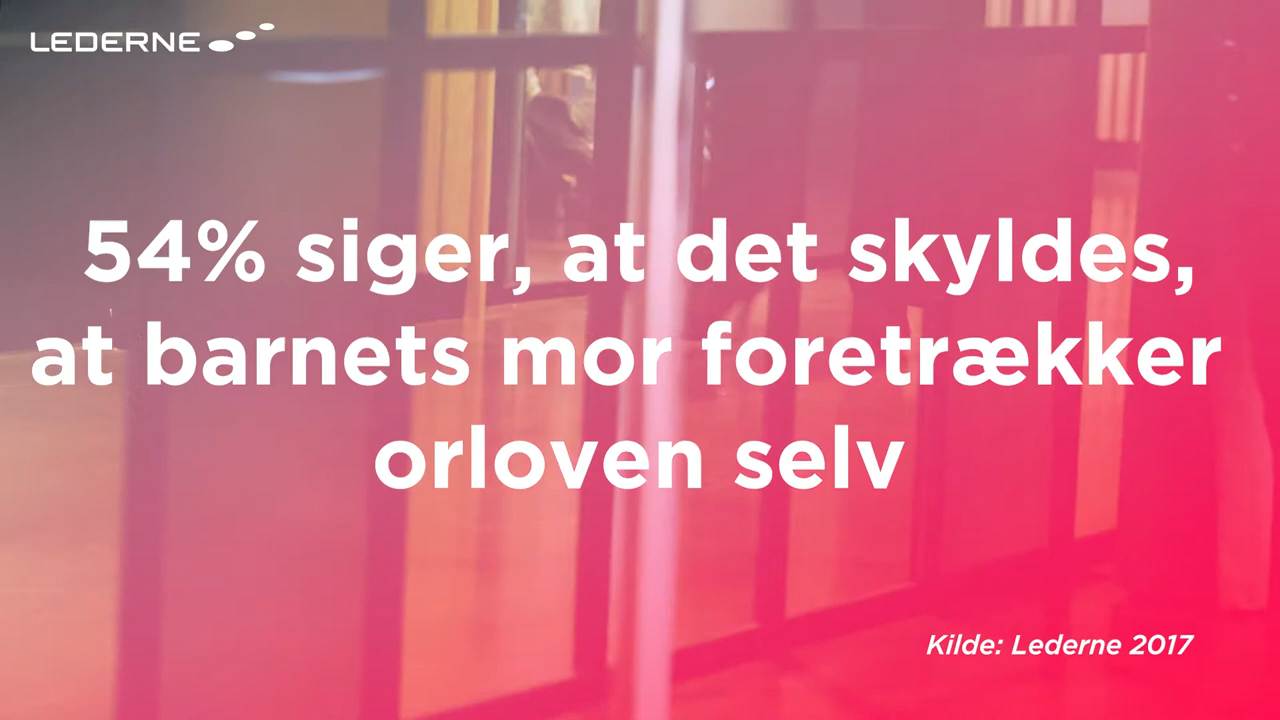 LEDERNE
54% siger, at det skyldes,
at barnets mor foretrækker
orloven selv
Kilde: Lederne 2017